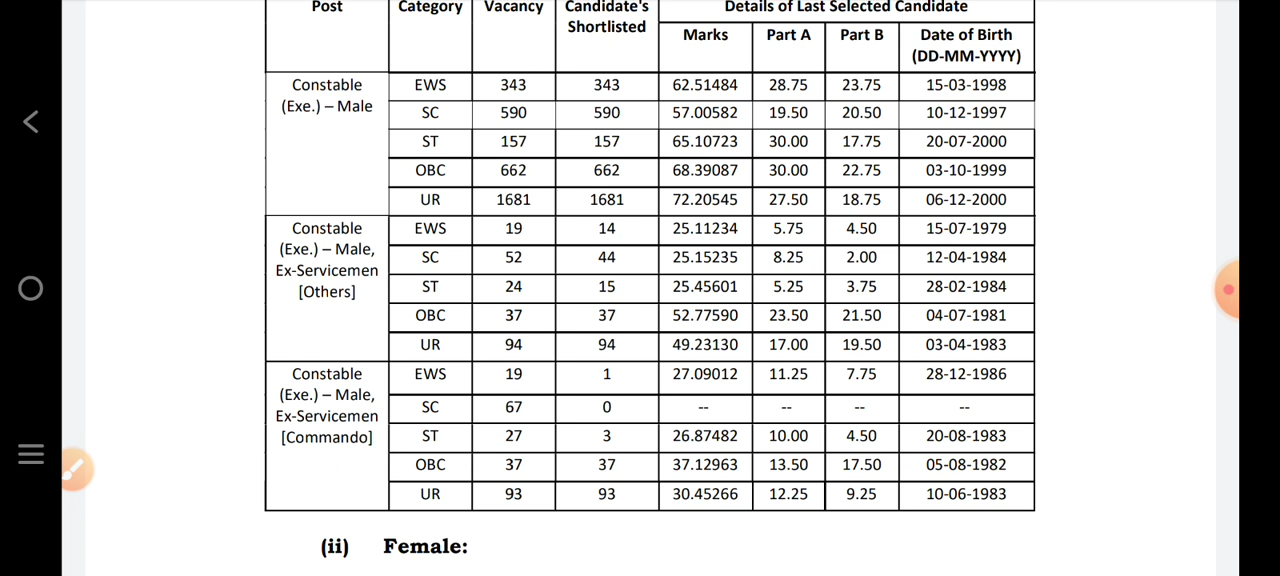 Post Category Vacancy Candidate's Shortlisted Details of Last Selected Candidate
Marks Part A Part B Date of Birth (DD-MM-YYYY)
Constable (Exe.) – Male
EWS 343 343 62.51484 28.75 23.75 15-03-1998
SC 590 590 57.00582 19.50 20.50 10-12-1997
ST 157 157 65.10723 30.00 17.75 20-07-2000
OBC 662 662 68.39087 30.00 22.75 03-10-1999
UR 1681 1681 72.20545 27.50 18.75 06-12-2000
Constable (Exe.) – Male, Ex-Servicemen [Others]
EWS 19 14 25.11234 5.75 4.50 15-07-1979
SC 52 44 25.15235 8.25 2.00 12-04-1984
ST 24 15 25.45601 5.25 3.75 28-02-1984
OBC 37 37 52.77590 23.50 21.50 04-07-1981
UR 94 94 49.23130 17.00 19.50 03-04-1983
Constable (Exe.) – Male, Ex-Servicemen [Commando]
EWS 19 1 27.09012 11.25 7.75 28-12-1986
SC 67 0 -- -- -- --
ST 27 3 26.87482 10.00 4.50 20-08-1983
OBC 37 37 37.12963 13.50 17.50 05-08-1982
UR 93 93 30.45266 12.25 9.25 10-06-1983
(ii) Female: